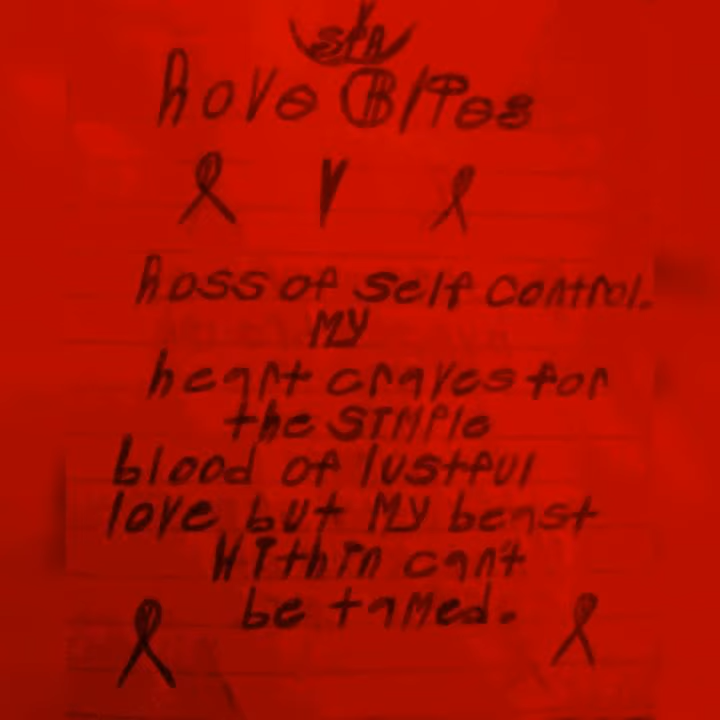 Love Bites
V
Loss of self control.
MY
heart craves for
the SIMPle
blood of lustful
love but MY beast
WIthIn can't
be taMed.